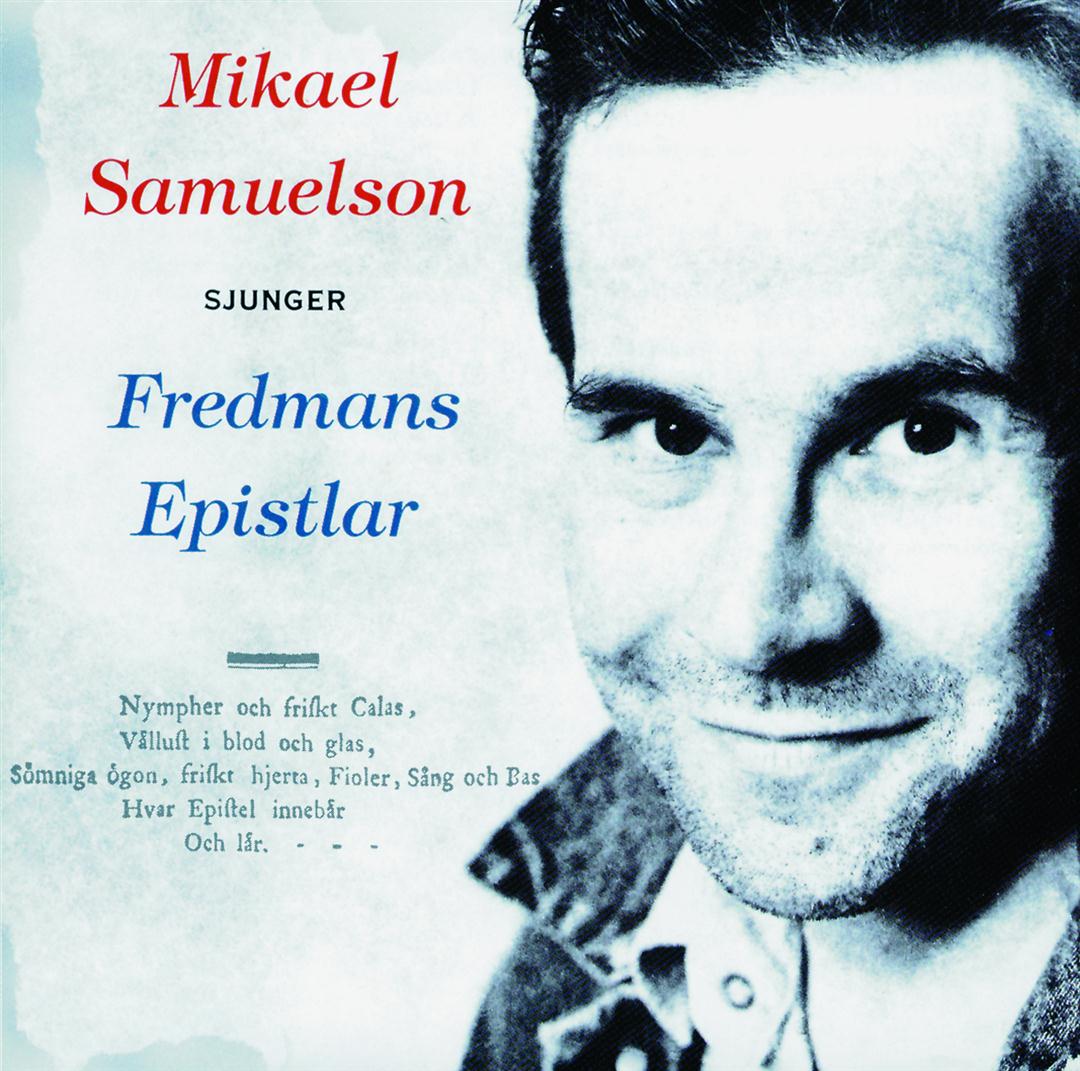 Mikael
Samuelson
SJUNGER
Fredmans
Epistlar
Nympher och friſkt Calas,
Vålluſt i blod och glas,
Sömniga ögon, friſkt hjerta, Fioler, Sång och Bas
Hvar Epiſtel innebår
Och lår. - - -